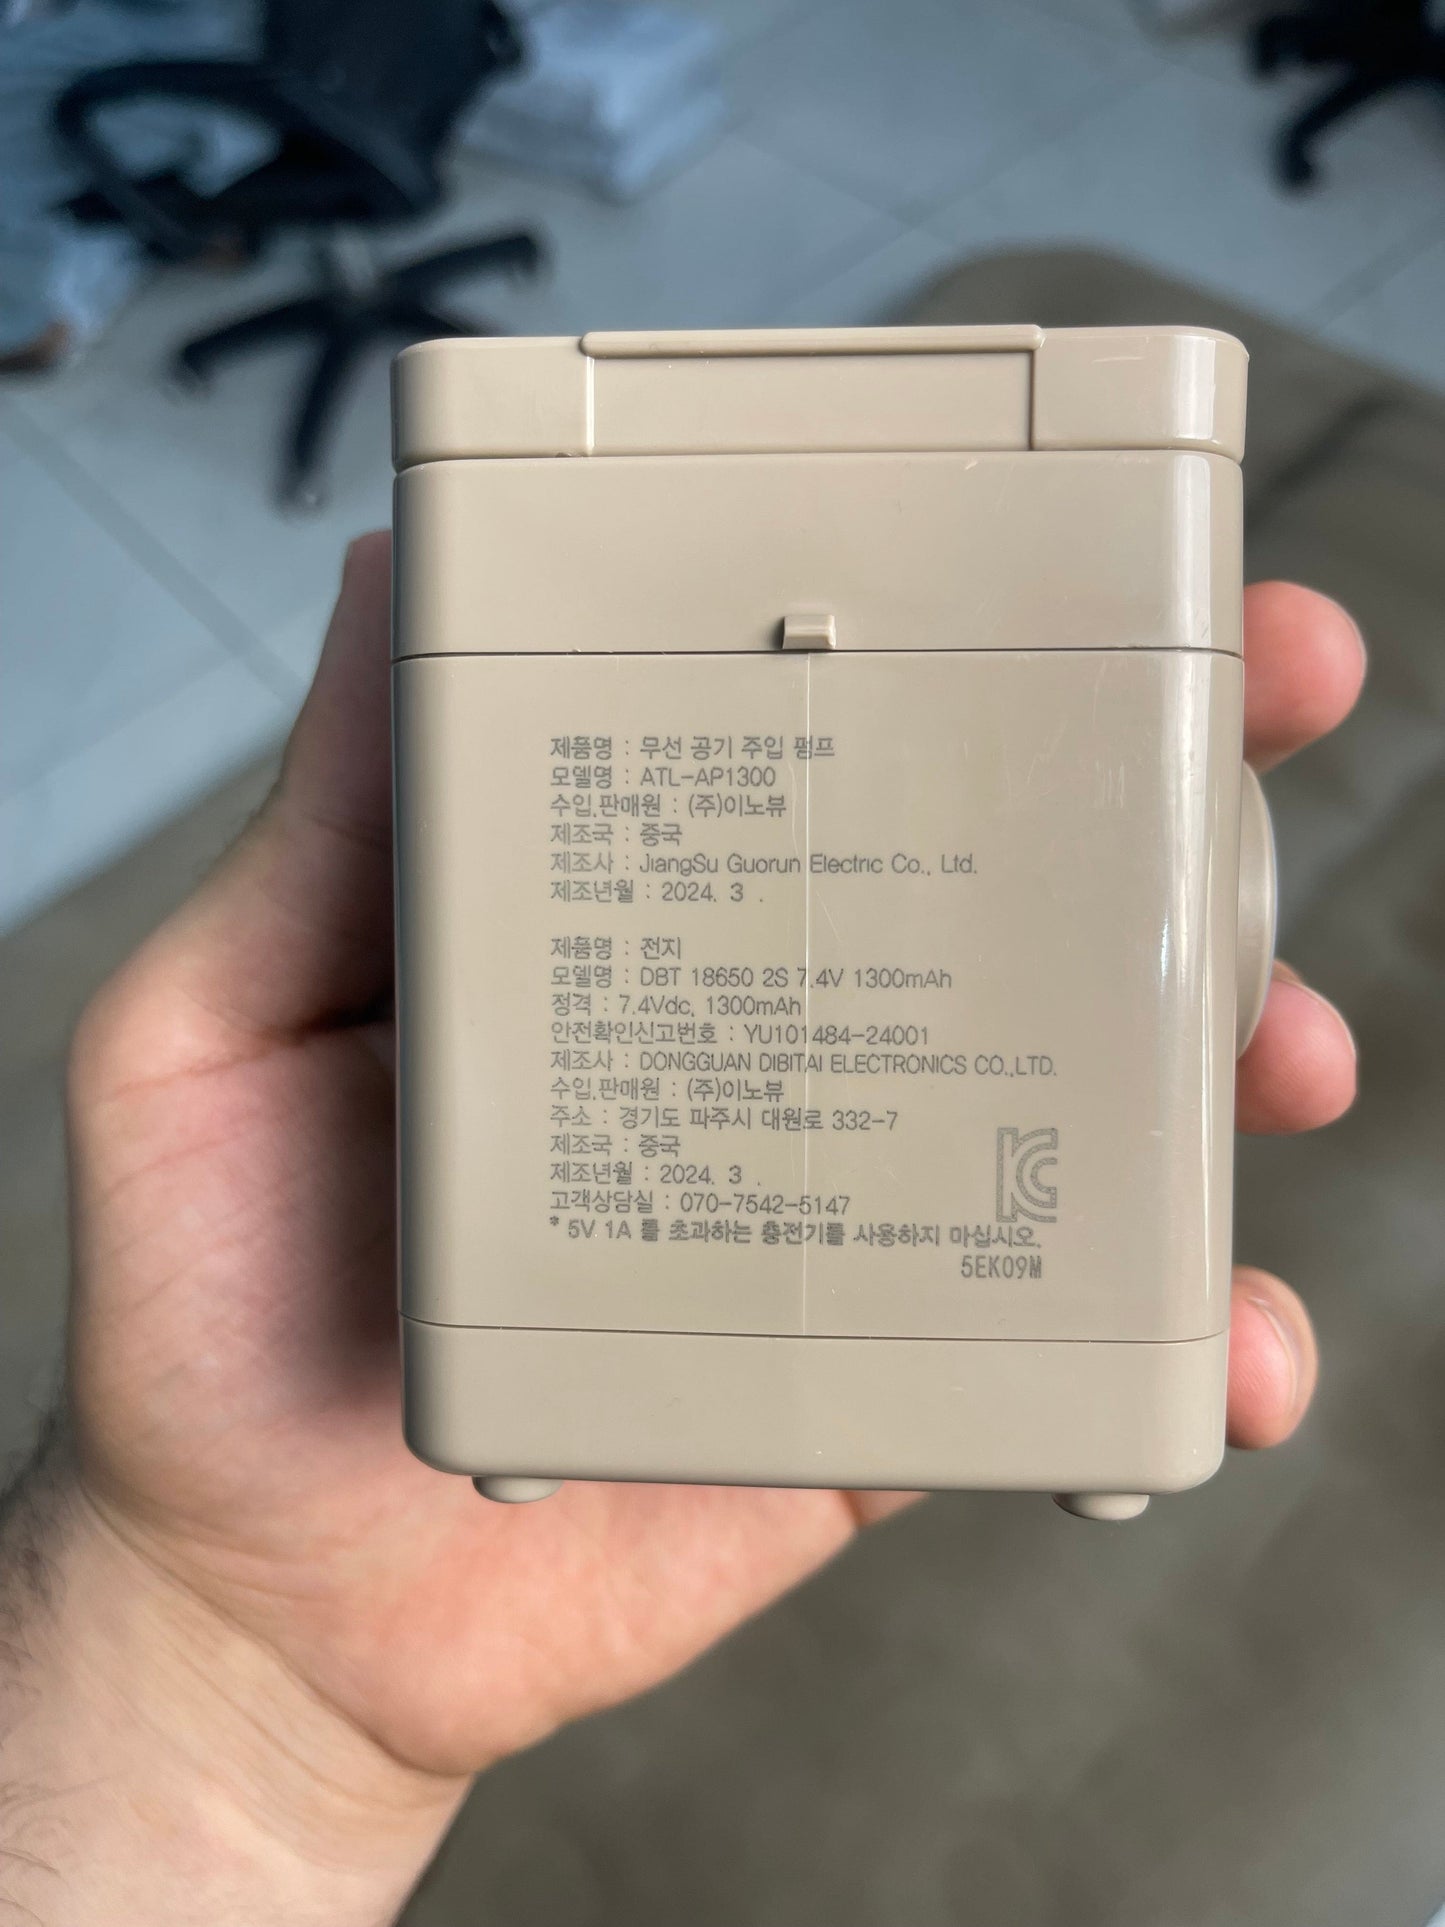 제품명 : 무선 공기 주입 펌프
모델명 : ATL-AP1300
수입.판매원 : (주)이노뷰
제조국 : 중국
제조사 : JiangSu Guorun Electric Co., Ltd.
제조년월 : 2024. 3 .
제품명 : 전지
모델명 : DBT 18650 2S 7.4V 1300mAh
정격 : 7.4Vdc, 1300mAh
안전확인신고번호 : YU101484-24001
제조사 : DONGGUAN DIBITAI ELECTRONICS CO.,LTD.
수입.판매원 : (주)이노뷰
주소 : 경기도 파주시 대원로 332-7
제조국 : 중국
제조년월 : 2024. 3 .
고객상담실 : 070-7542-5147
* 5V 1A 를 초과하는 충전기를 사용하지 마십시오.
KC
5EK09M